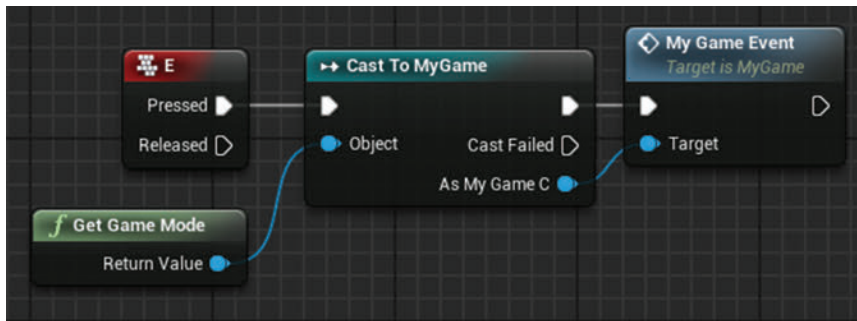 E
Pressed
Released
Cast To MyGame
Object
Cast Failed
As My Game C
My Game Event
Target is MyGame
Target
f Get Game Mode
Return Value